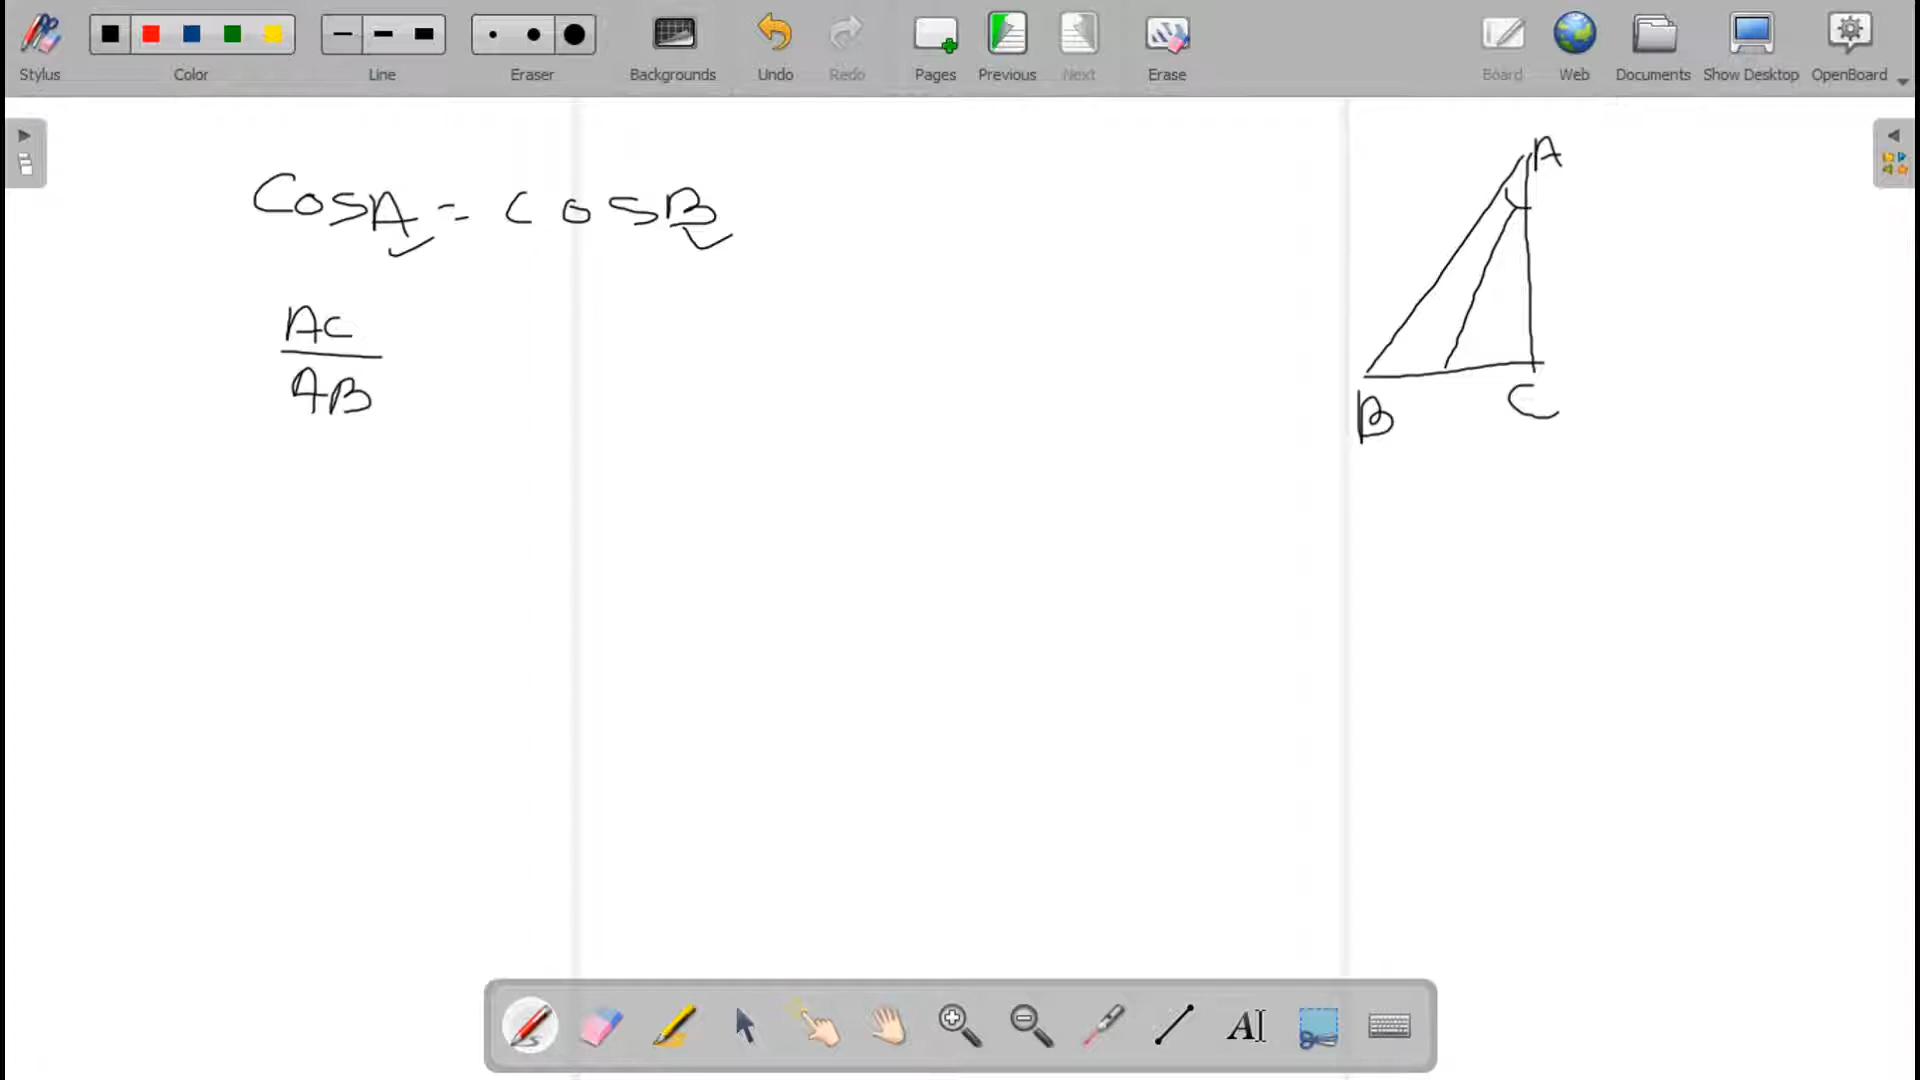 Stylus Color Line Eraser Backgrounds Undo Redo Pages Previous Next Erase Board Web Documents Show Desktop OpenBoard
CosA = cosB
AC
AB
A
B
C
AI